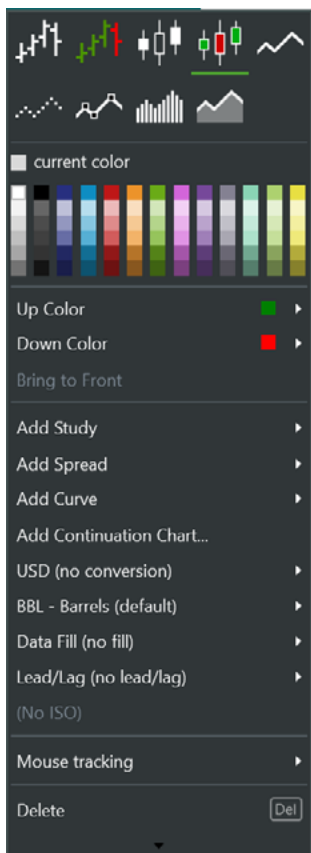 current color
Up Color
Down Color
Bring to Front
Add Study
Add Spread
Add Curve
Add Continuation Chart...
USD (no conversion)
BBL - Barrels (default)
Data Fill (no fill)
Lead/Lag (no lead/lag)
(No ISO)
Mouse tracking
Delete Del